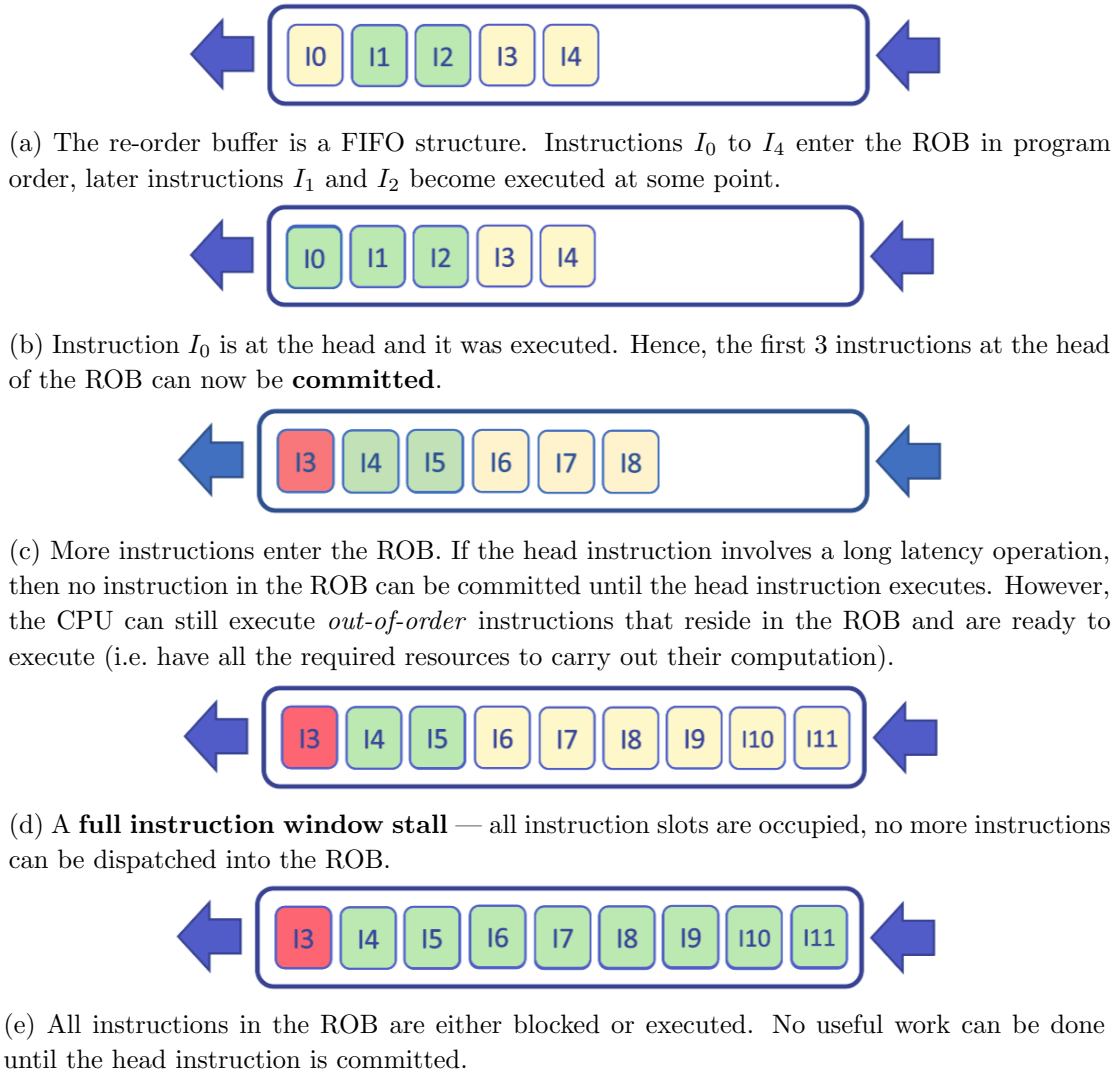 I0 I1 I2 I3 I4
(a) The re-order buffer is a FIFO structure. Instructions I0 to I4 enter the ROB in program
order, later instructions I1 and I2 become executed at some point.
I0 I1 I2 I3 I4
(b) Instruction I0 is at the head and it was executed. Hence, the first 3 instructions at the head
of the ROB can now be committed.
I3 I4 I5 I6 I7 I8
(c) More instructions enter the ROB. If the head instruction involves a long latency operation,
then no instruction in the ROB can be committed until the head instruction executes. However,
the CPU can still execute out-of-order instructions that reside in the ROB and are ready to
execute (i.e. have all the required resources to carry out their computation).
I3 I4 I5 I6 I7 I8 I9 I10 I11
(d) A full instruction window stall — all instruction slots are occupied, no more instructions
can be dispatched into the ROB.
I3 I4 I5 I6 I7 I8 I9 I10 I11
(e) All instructions in the ROB are either blocked or executed. No useful work can be done
until the head instruction is committed.